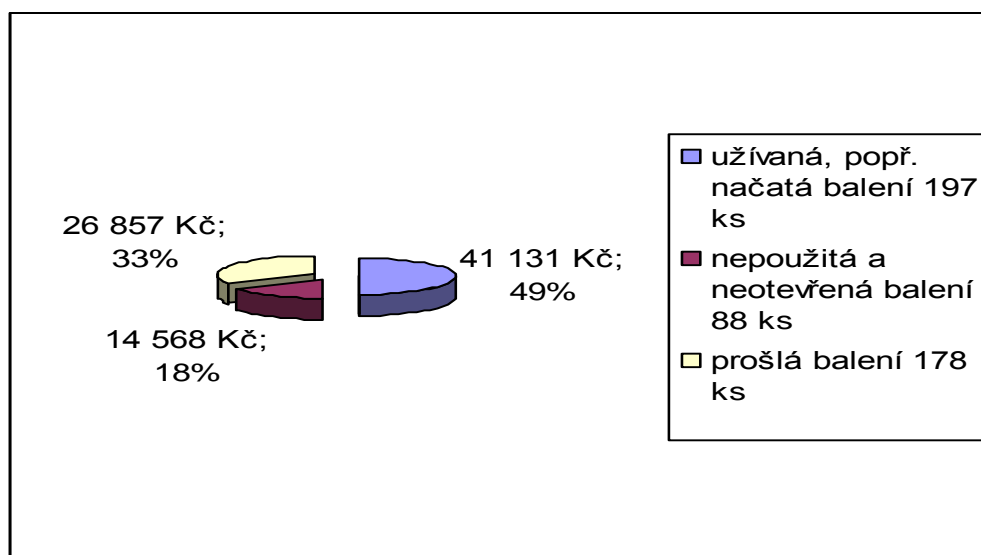 26 857 Kč;
33%
41 131 Kč;
49%
14 568 Kč;
18%
užívaná, popř.
načatá balení 197
ks
nepoužitá a
neotevřená balení
88 ks
prošlá balení 178
ks